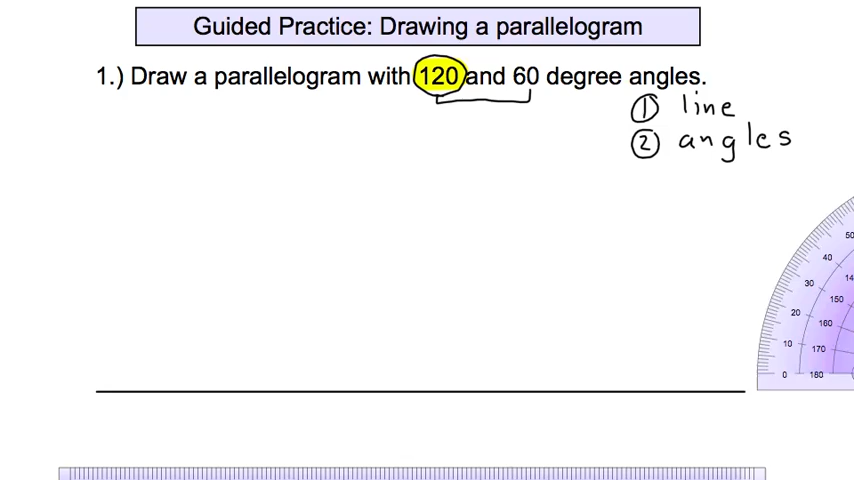 Guided Practice: Drawing a parallelogram
1.) Draw a parallelogram with 120 and 60 degree angles.
① line
② angles
50
40
30
20
10
0
14
150
160
170
180